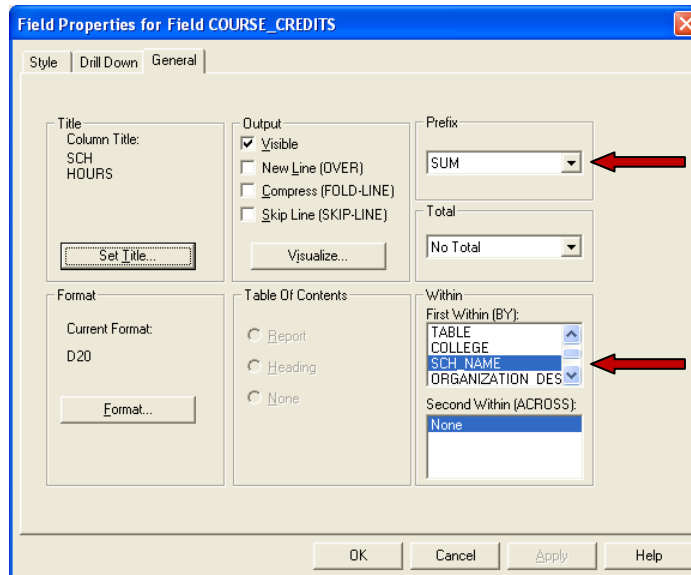 Field Properties for Field COURSE_CREDITS
Style
Drill Down
General
Title
Column Title:
SCH
HOURS
Set Title...
Output
Visible
New Line (OVER)
Compress (FOLD-LINE)
Skip Line (SKIP-LINE)
Visualize...
Prefix
SUM
Total
No Total
Format
Current Format:
D20
Format...
Table Of Contents
Report
Heading
None
Within
First Within (BY):
TABLE
COLLEGE
SCH_NAME
ORGANIZATION_DES
Second Within (ACROSS):
None
OK
Cancel
Apply
Help